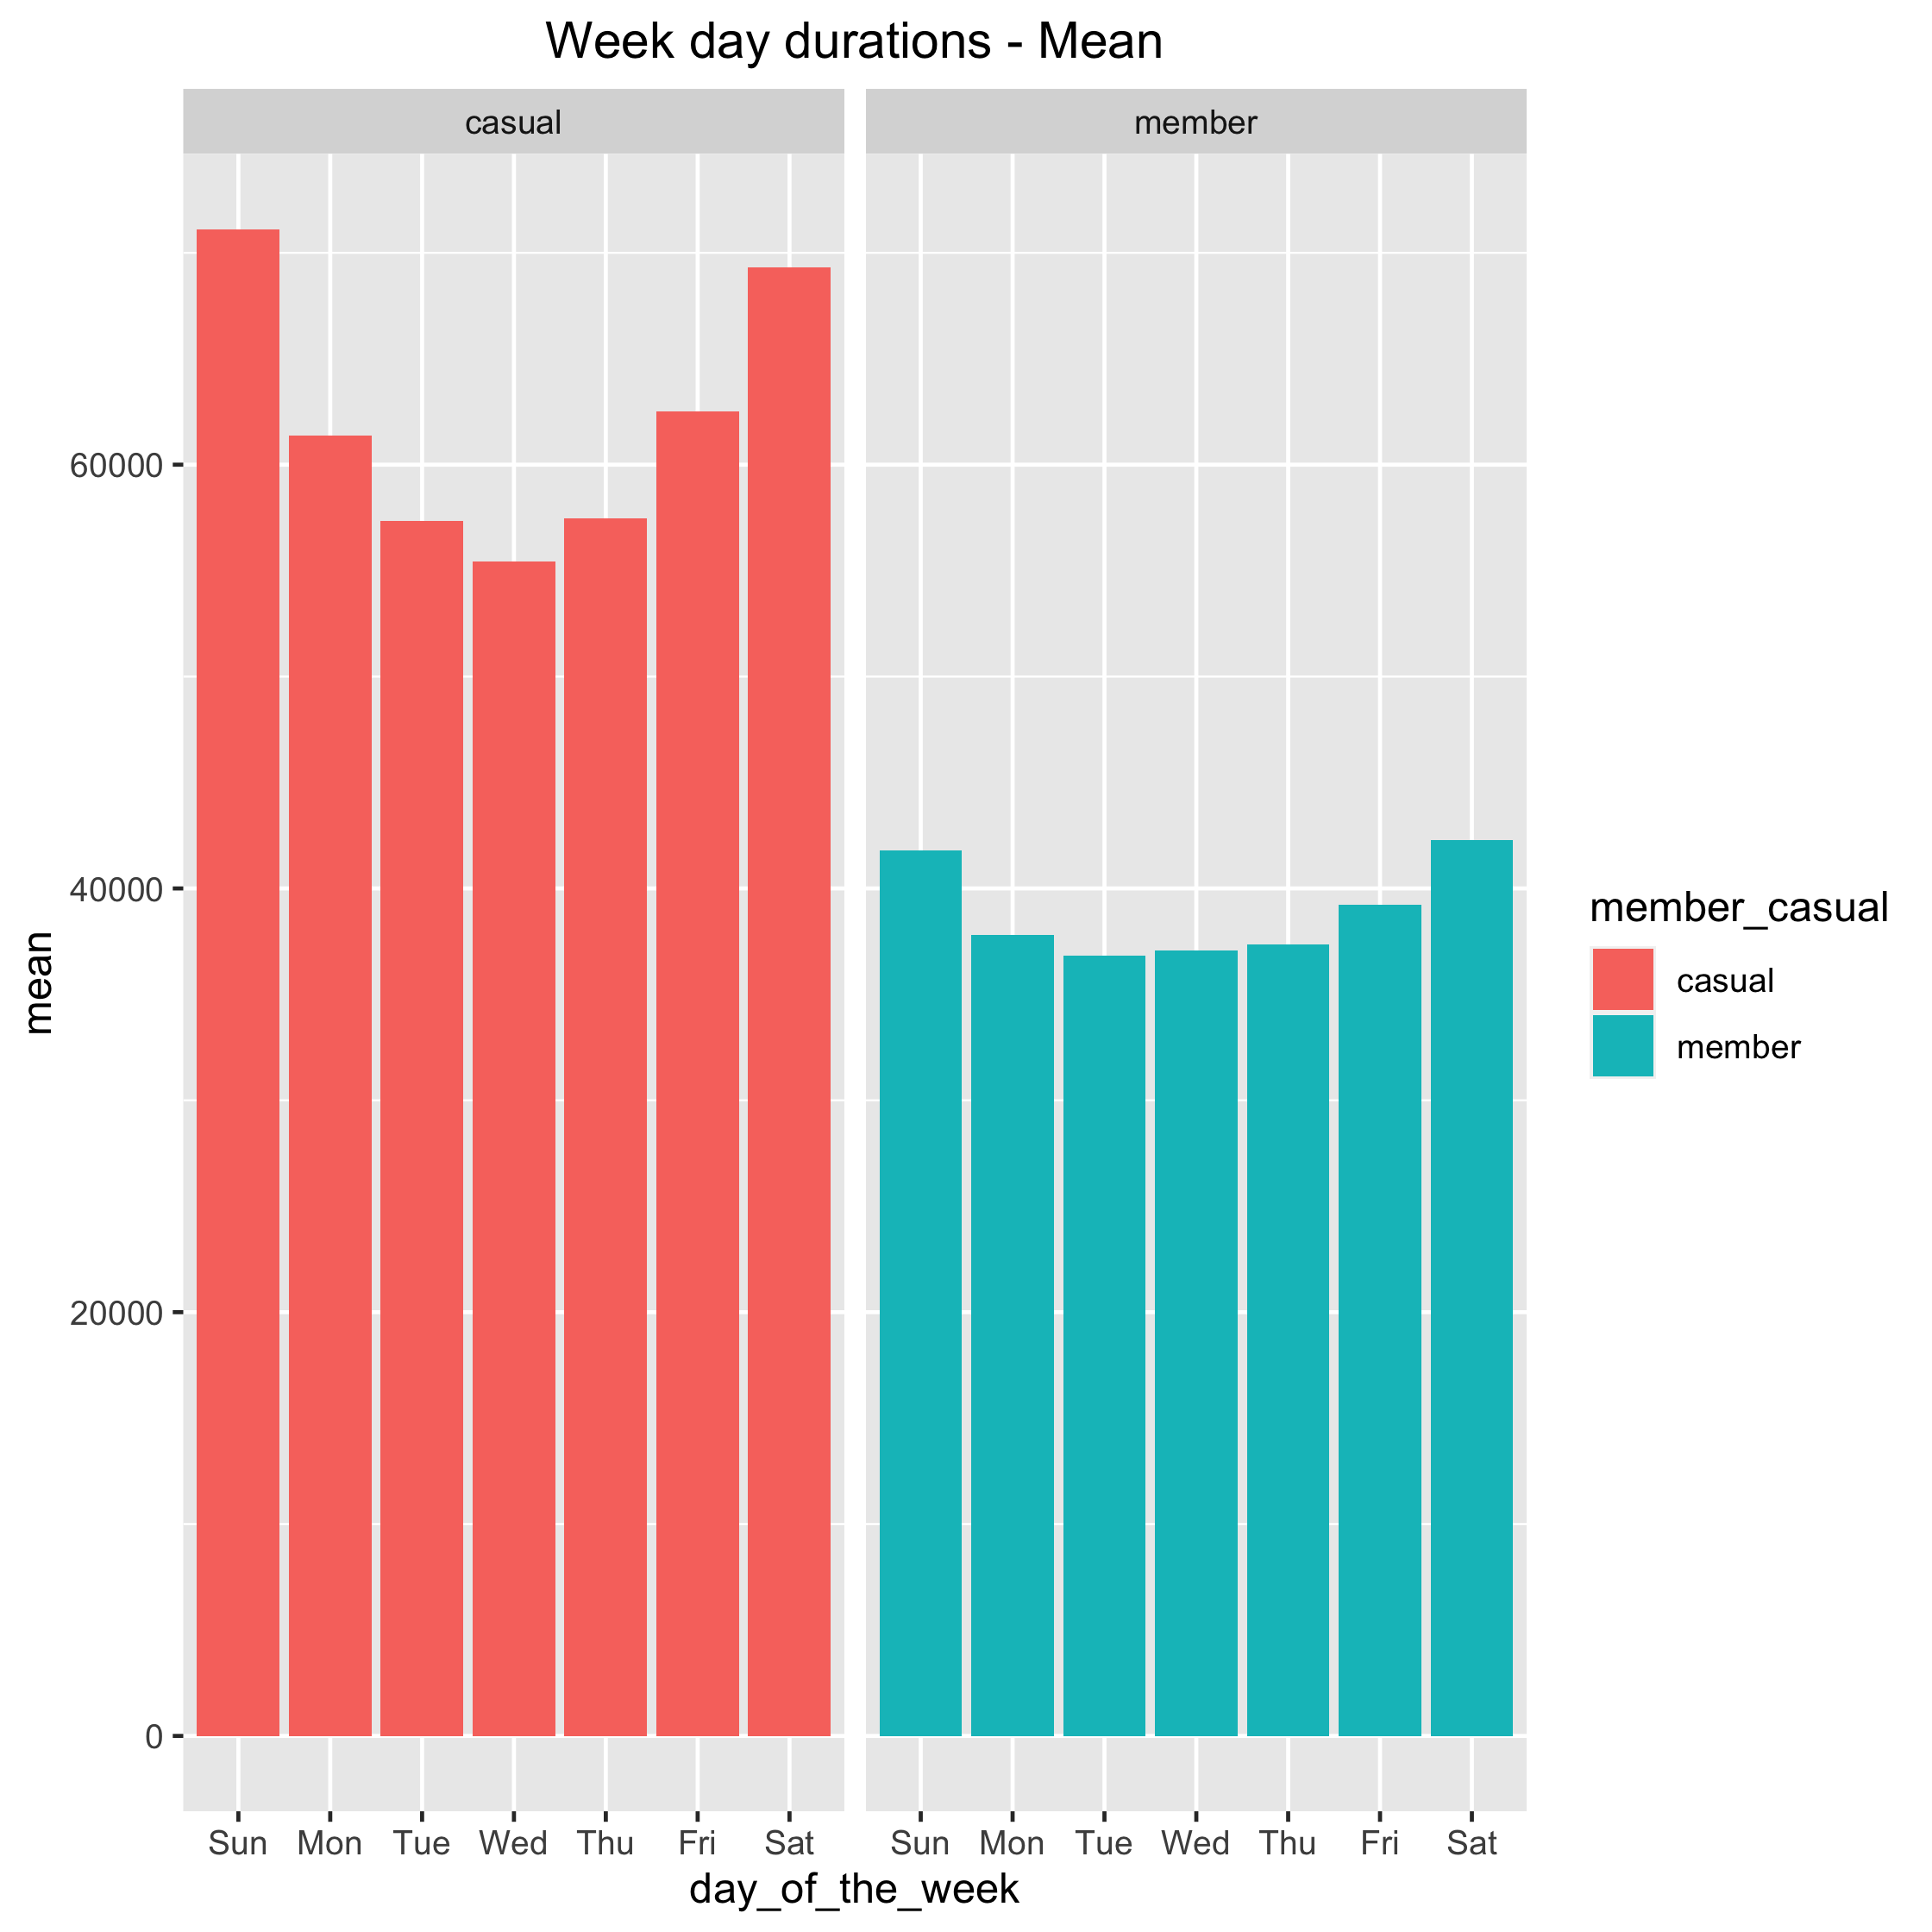 Week day durations - Mean
casual
member
60000
40000
20000
0
mean
Sun Mon Tue Wed Thu Fri Sat
Sun Mon Tue Wed Thu Fri Sat
day_of_the_week
member_casual
casual
member